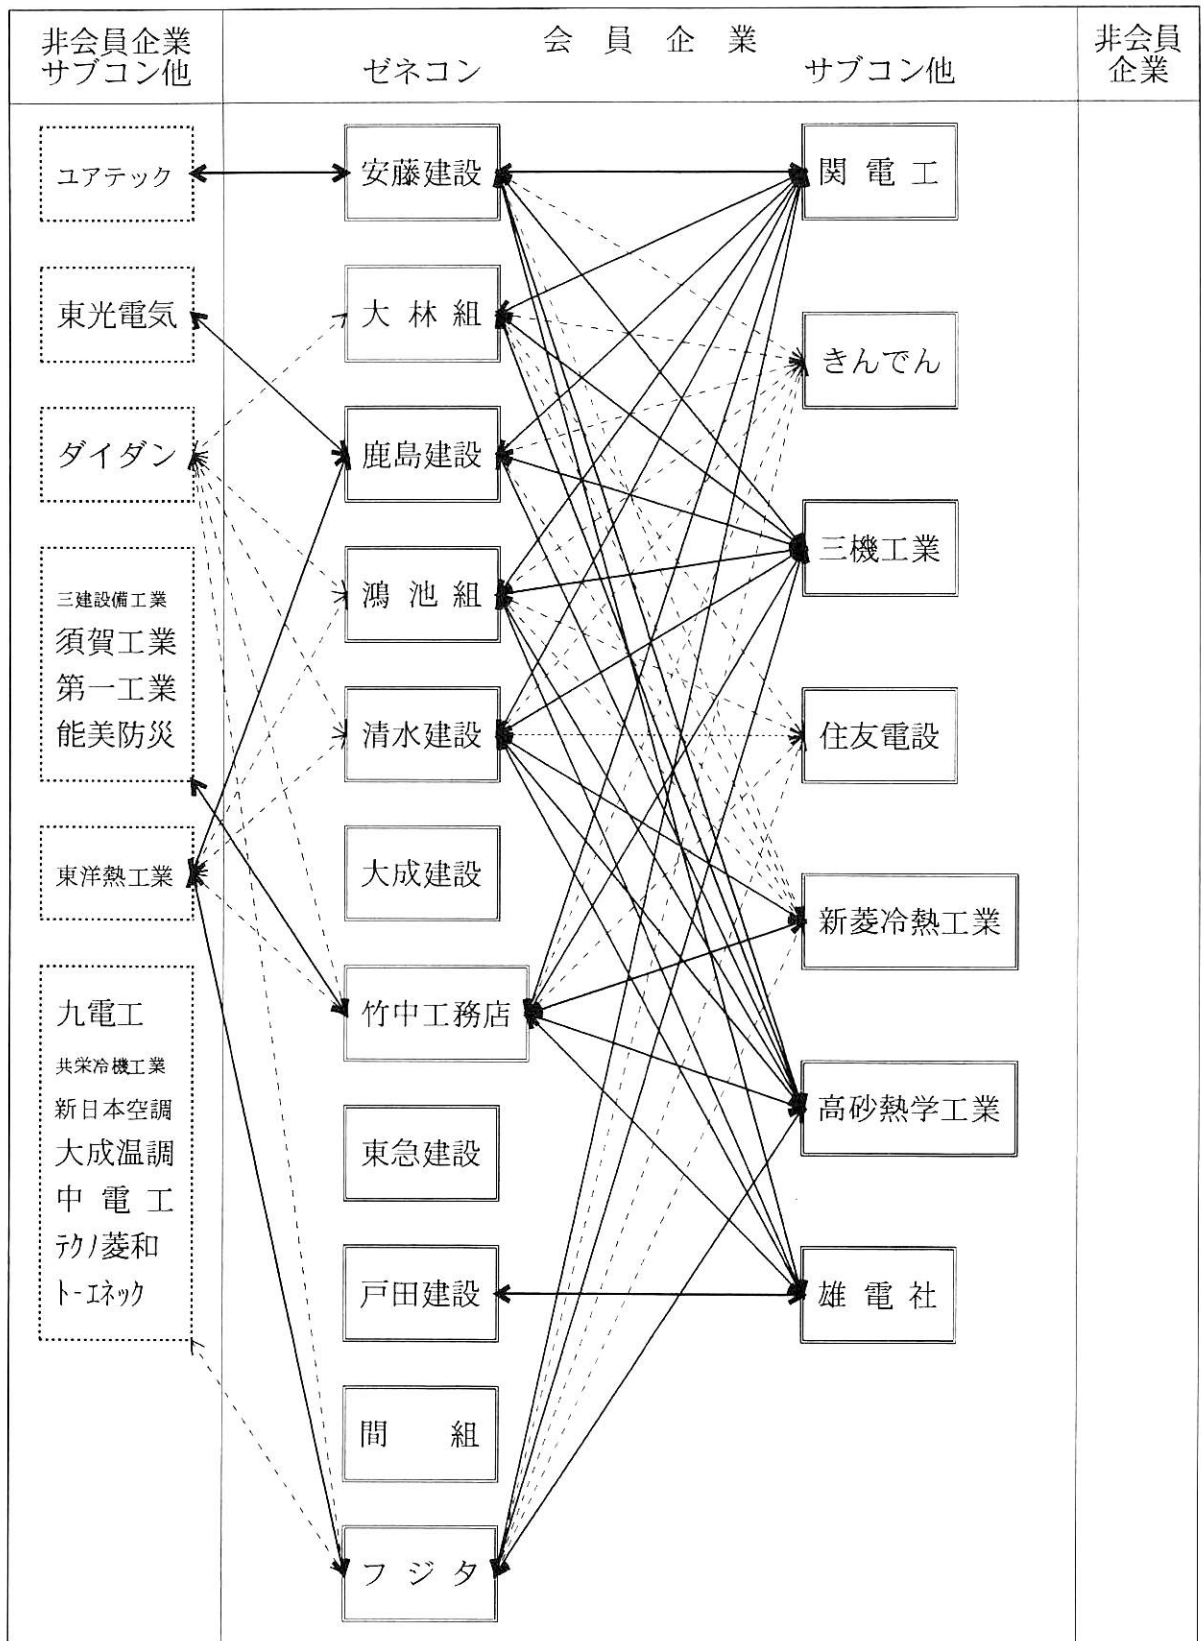 非会員企業
サブコン他
会 員 企 業
ゼネコン
サブコン他
非会員
企業
ユアテック
東光電気
ダイダン
三建設備工業
須賀工業
第一工業
能美防災
東洋熱工業
九電工
共栄冷機工業
新日本空調
大成温調
中 電 工
テクノ菱和
トーエネック
安藤建設
大 林 組
鹿島建設
鴻 池 組
清水建設
大成建設
竹中工務店
東急建設
戸田建設
間 組
フ ジ タ
関 電 工
きんでん
三機工業
住友電設
新菱冷熱工業
高砂熱学工業
雄 電 社